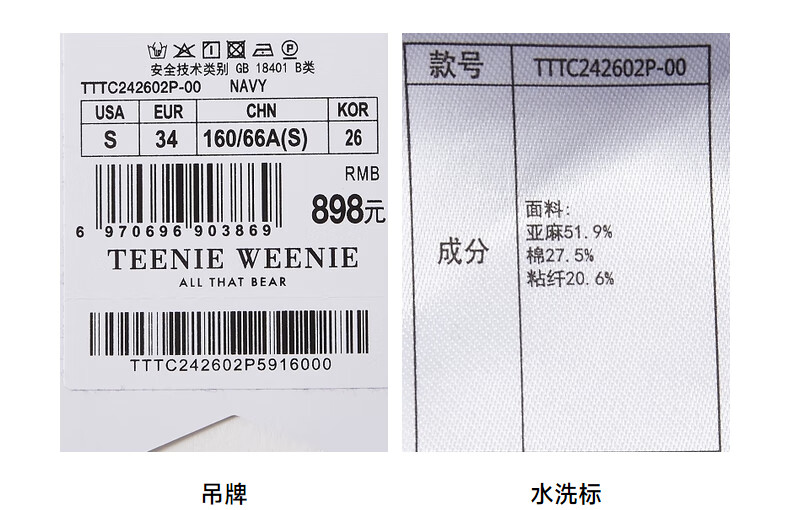 安全技术类别 GB 18401 B类
TTTC242602P-00 NAVY
USA EUR CHN KOR
S 34 160/66A(S) 26
RMB
898元
6 970696 903869
TEENIE WEENIE
ALL THAT BEAR
TTTC242602P5916000
吊牌
款号 TTTC242602P-00
成分
面料:
亚麻51.9%
棉27.5%
粘纤20.6%
水洗标